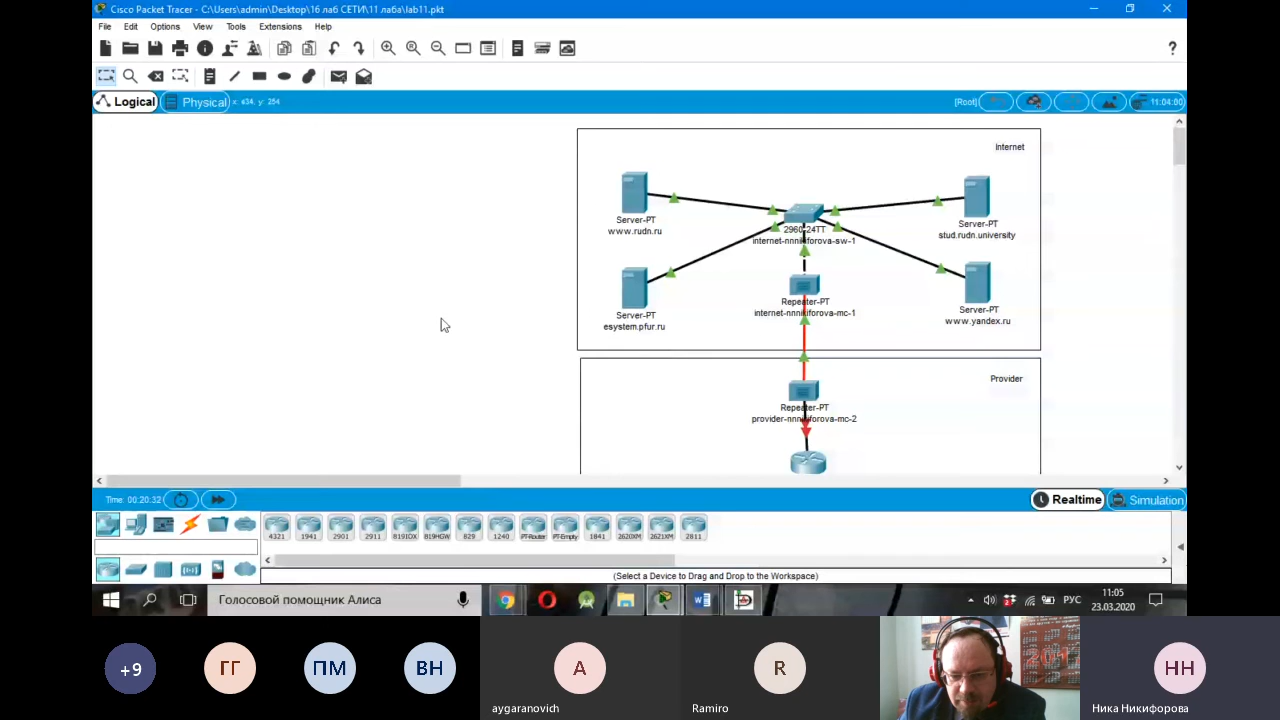 Cisco Packet Tracer - C:\Users\admin\Desktop\16 лаб СЕТИ\11 лаба\lab11.pkt
File Edit Options View Tools Extensions Help
?
Logical Physical x: 434, y: 254 [Root] 11:04:00
Internet
Server-PT
www.rudn.ru
2960-24TT
internet-nnnikiforova-sw-1
Server-PT
stud.rudn.university
Server-PT
esystem.pfur.ru
Repeater-PT
internet-nnnikiforova-mc-1
Server-PT
www.yandex.ru
Provider
Repeater-PT
provider-nnnikiforova-mc-2
Time: 00:20:32 Realtime Simulation
4321 1941 2901 2911 819IOX 819HGW 829 1240 PT-Router PT-Empty 1841 2620XM 2621XM 2811
(Select a Device to Drag and Drop to the Workspace)
Голосовой помощник Алиса РУС 11:05
23.03.2020
+9 ГГ ПМ ВН A R НН
aygaranovich Ramiro Ника Никифорова